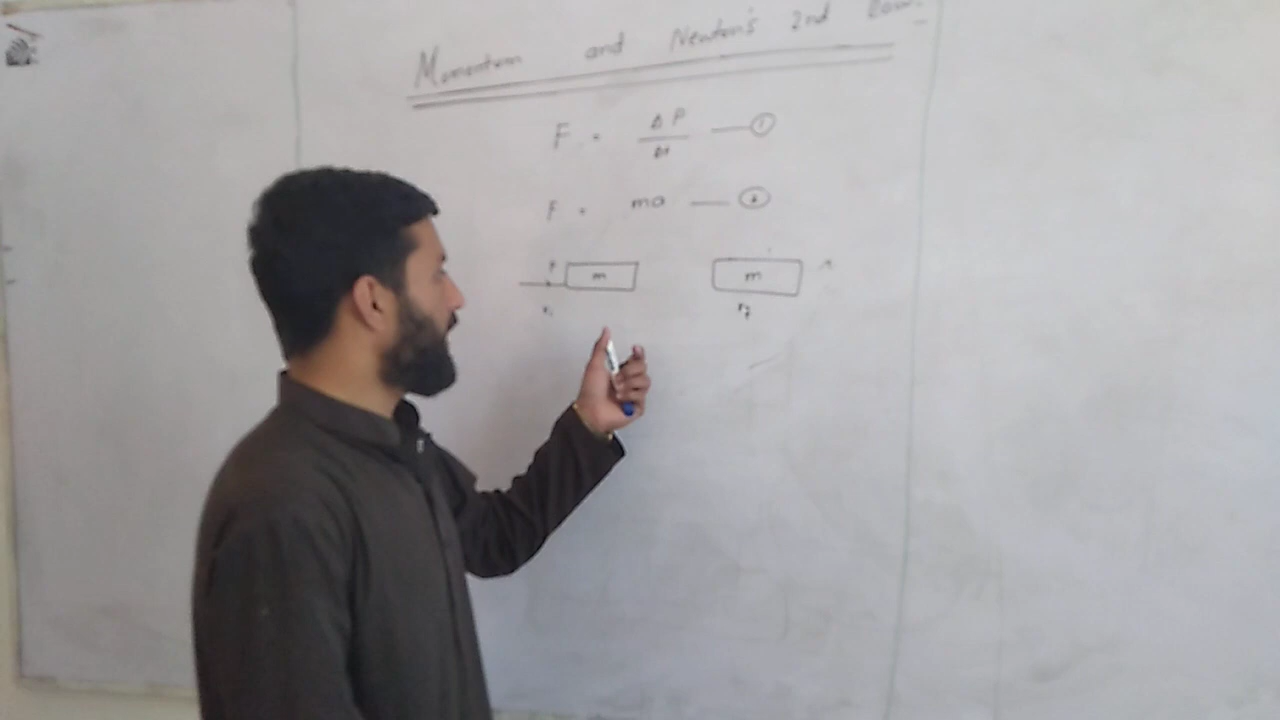 Momentum and Newton's 2nd Law.
F = ΔP/Δt — ①
F = ma — ②
F m m